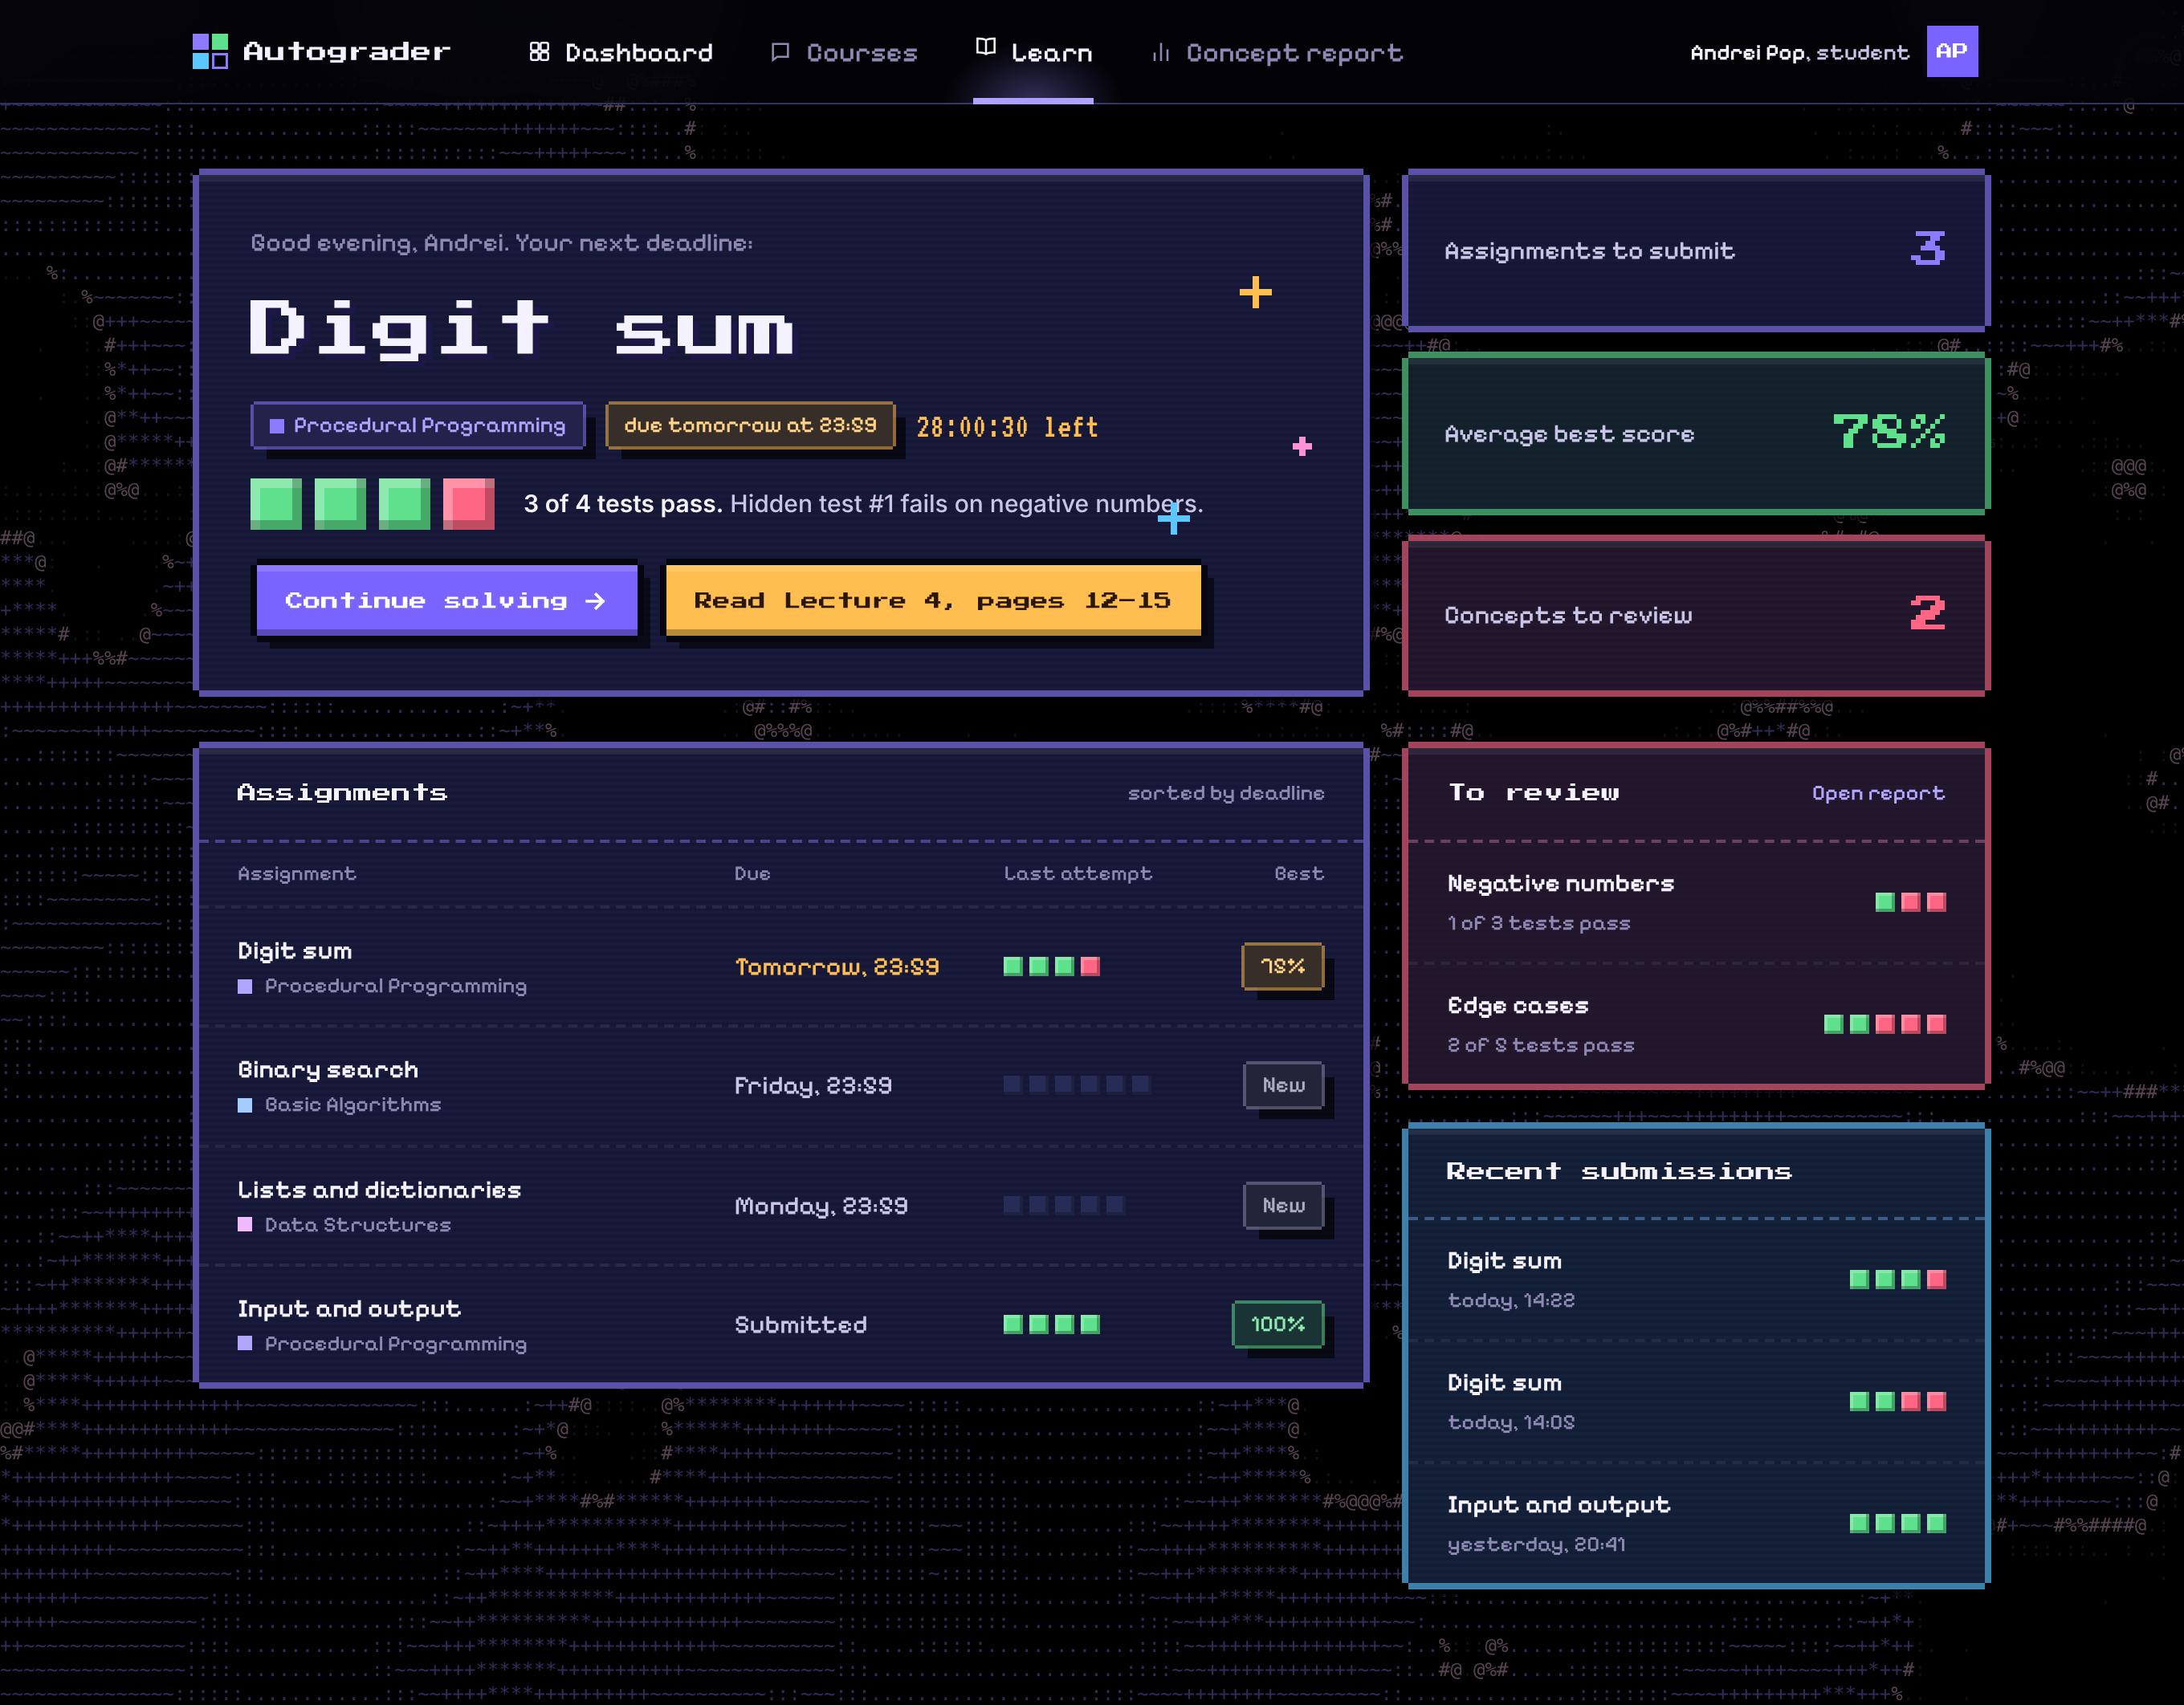 Autograder
Dashboard
Courses
Learn
Concept report
Andrei Pop, student
AP
Good evening, Andrei. Your next deadline:
Digit sum
Procedural Programming
due tomorrow at 23:59
28:00:30 left
3 of 4 tests pass. Hidden test #1 fails on negative numbers.
Continue solving →
Read Lecture 4, pages 12–15
Assignments to submit
3
Average best score
78%
Concepts to review
2
Assignments
sorted by deadline
Assignment
Due
Last attempt
Best
Digit sum
Procedural Programming
Tomorrow, 23:59
75%
Binary search
Basic Algorithms
Friday, 23:59
New
Lists and dictionaries
Data Structures
Monday, 23:59
New
Input and output
Procedural Programming
Submitted
100%
To review
Open report
Negative numbers
1 of 3 tests pass
Edge cases
2 of 5 tests pass
Recent submissions
Digit sum
today, 14:22
Digit sum
today, 14:05
Input and output
yesterday, 20:41